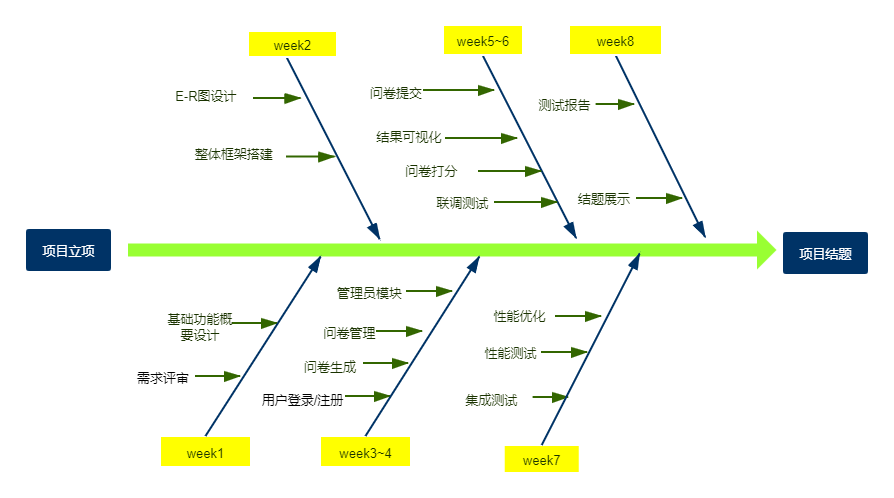 week2
week5~6
week8
E-R图设计
问卷提交
测试报告
结果可视化
整体框架搭建
问卷打分
联调测试
结题展示
项目立项
项目结题
管理员模块
基础功能概
要设计
性能优化
问卷管理
性能测试
问卷生成
需求评审
用户登录/注册
集成测试
week1
week3~4
week7